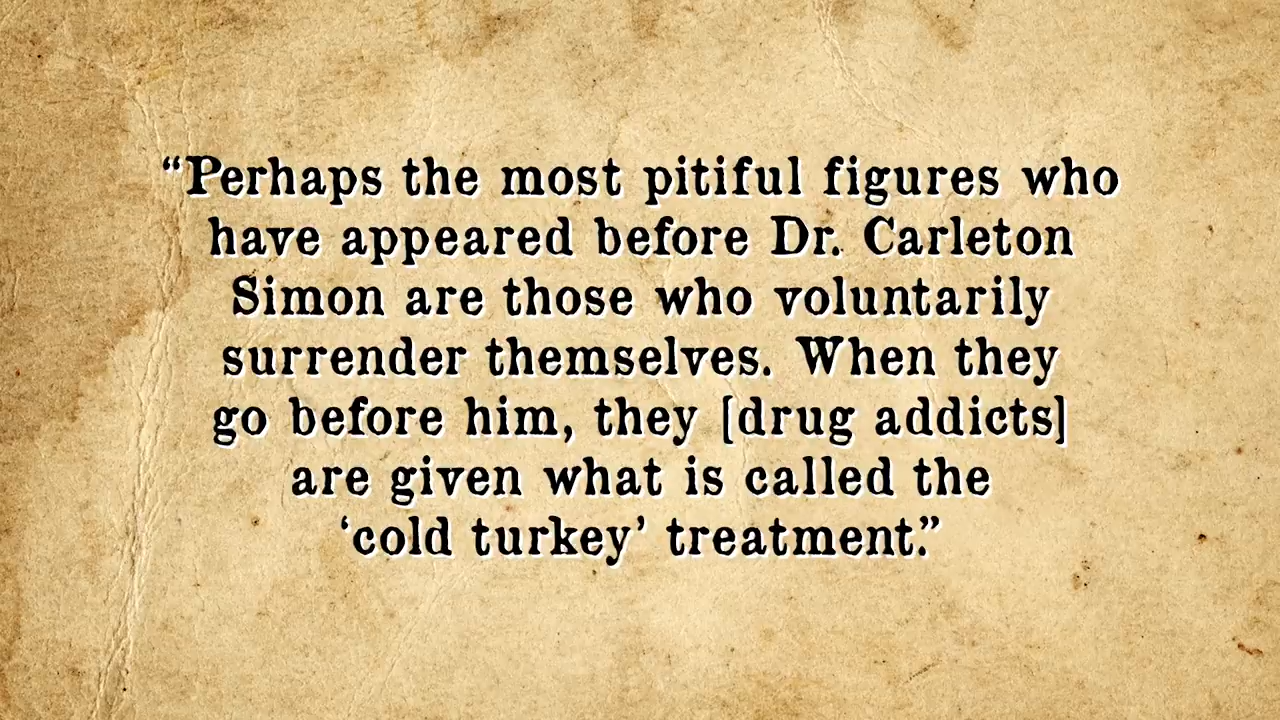 “Perhaps the most pitiful figures who
have appeared before Dr. Carleton
Simon are those who voluntarily
surrender themselves. When they
go before him, they [drug addicts]
are given what is called the
‘cold turkey’ treatment.”